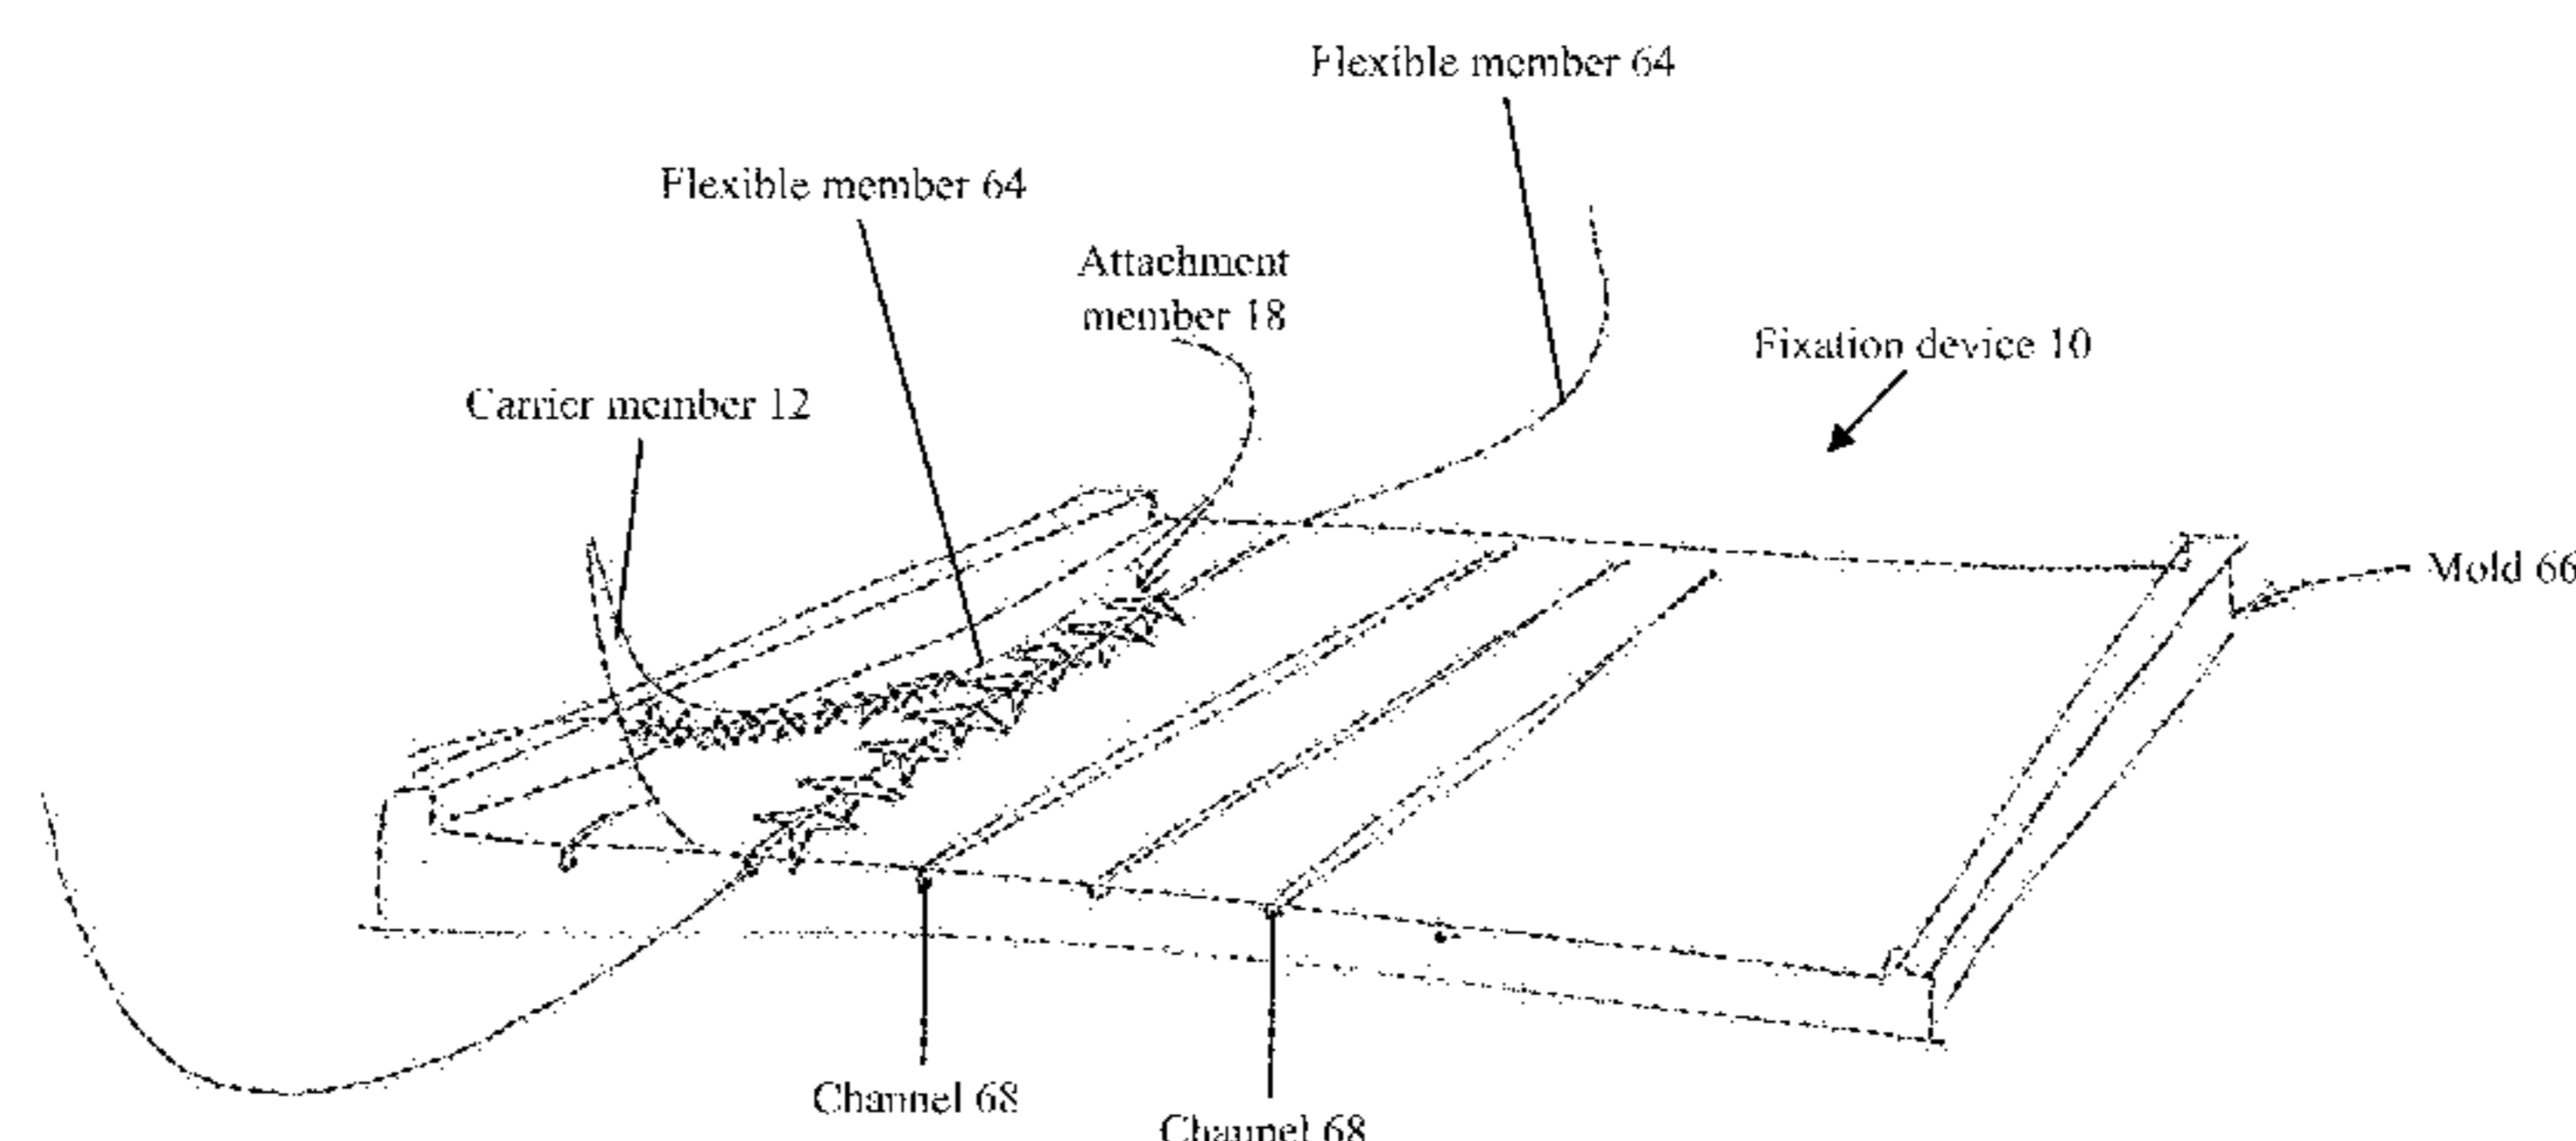 Flexible member 64
Flexible member 64
Attachment
member 18
Fixation device 10
Carrier member 12
Mold 66
Channel 68
Channel 68